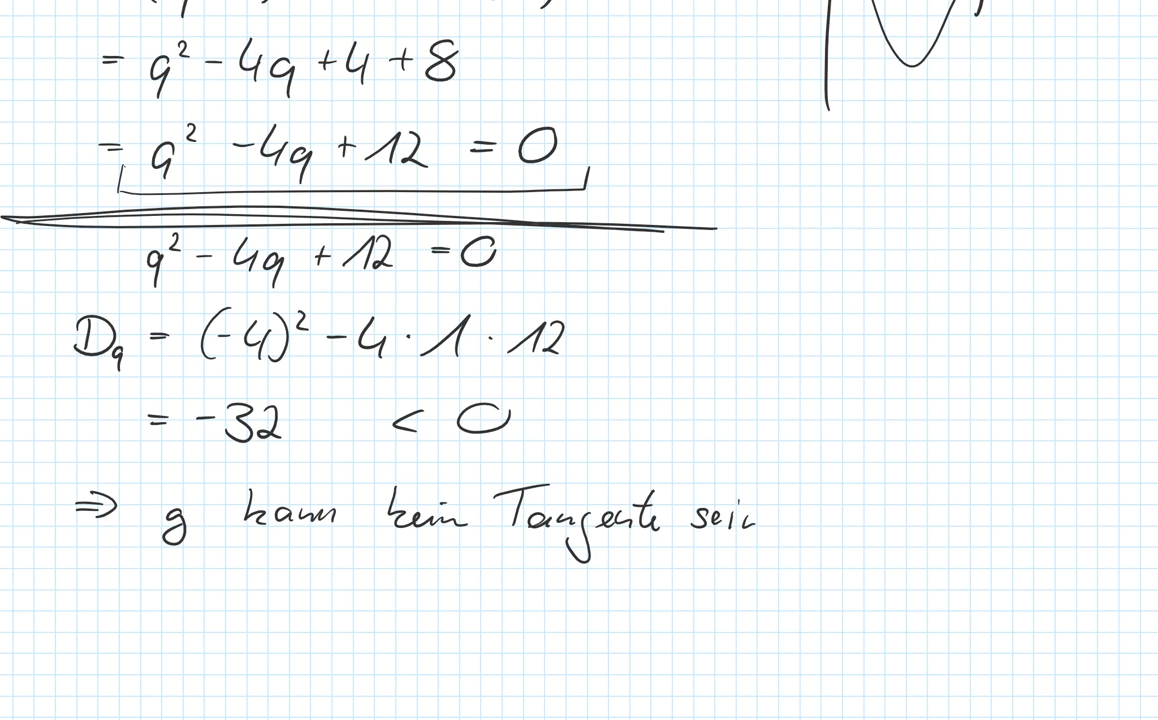 = q² - 4q + 4 + 8
= q² - 4q + 12 = 0
q² - 4q + 12 = 0
D_q = (-4)² - 4 · 1 · 12
= -32 < 0
⇒ g kann kein Tangente sein